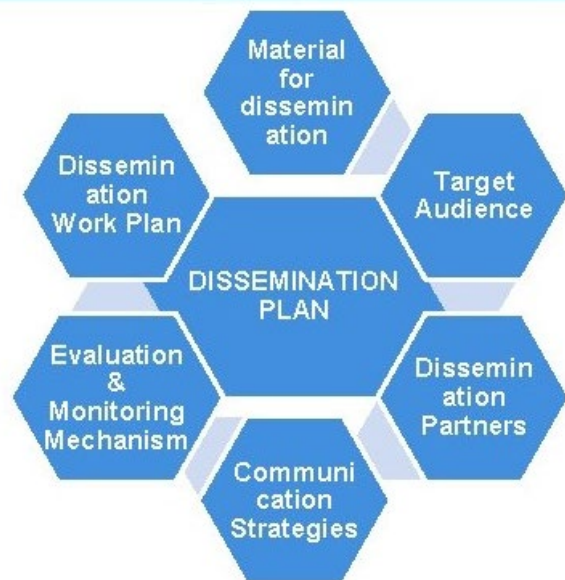 Material
for
dissemin
ation
Target
Audience
Dissemin
ation
Partners
Communi
cation
Strategies
Evaluation
&
Monitoring
Mechanism
Dissemin
ation
Work Plan
DISSEMINATION
PLAN